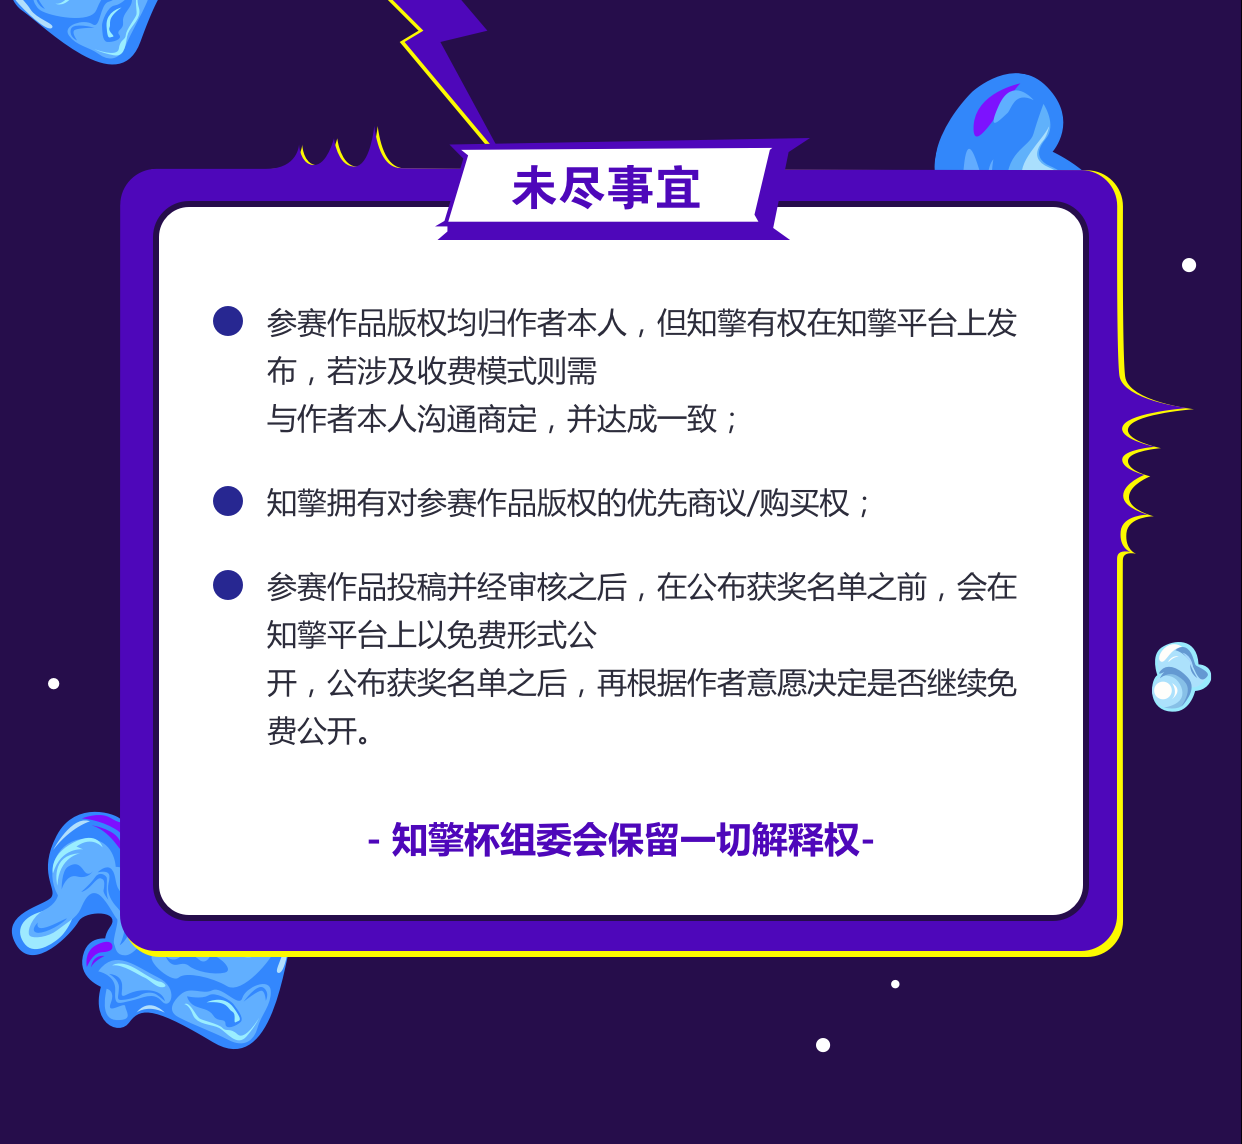 未尽事宜
参赛作品版权均归作者本人，但知擎有权在知擎平台上发
布，若涉及收费模式则需
与作者本人沟通商定，并达成一致；
知擎拥有对参赛作品版权的优先商议/购买权；
参赛作品投稿并经审核之后，在公布获奖名单之前，会在
知擎平台上以免费形式公
开，公布获奖名单之后，再根据作者意愿决定是否继续免
费公开。
- 知擎杯组委会保留一切解释权-